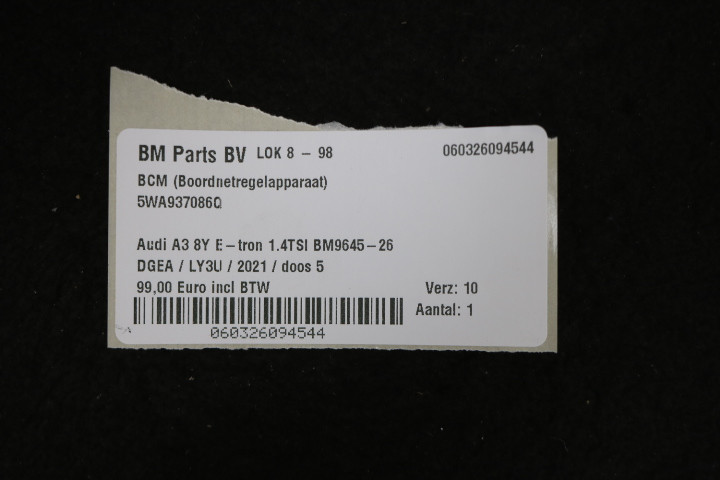 BM Parts BV LOK 8 - 98 060326094544
BCM (Boordnetregelapparaat)
5WA937086Q
Audi A3 8Y E-tron 1.4TSI BM9645-26
DGEA / LY3U / 2021 / doos 5
99,00 Euro incl BTW Verz: 10
Aantal: 1
060326094544